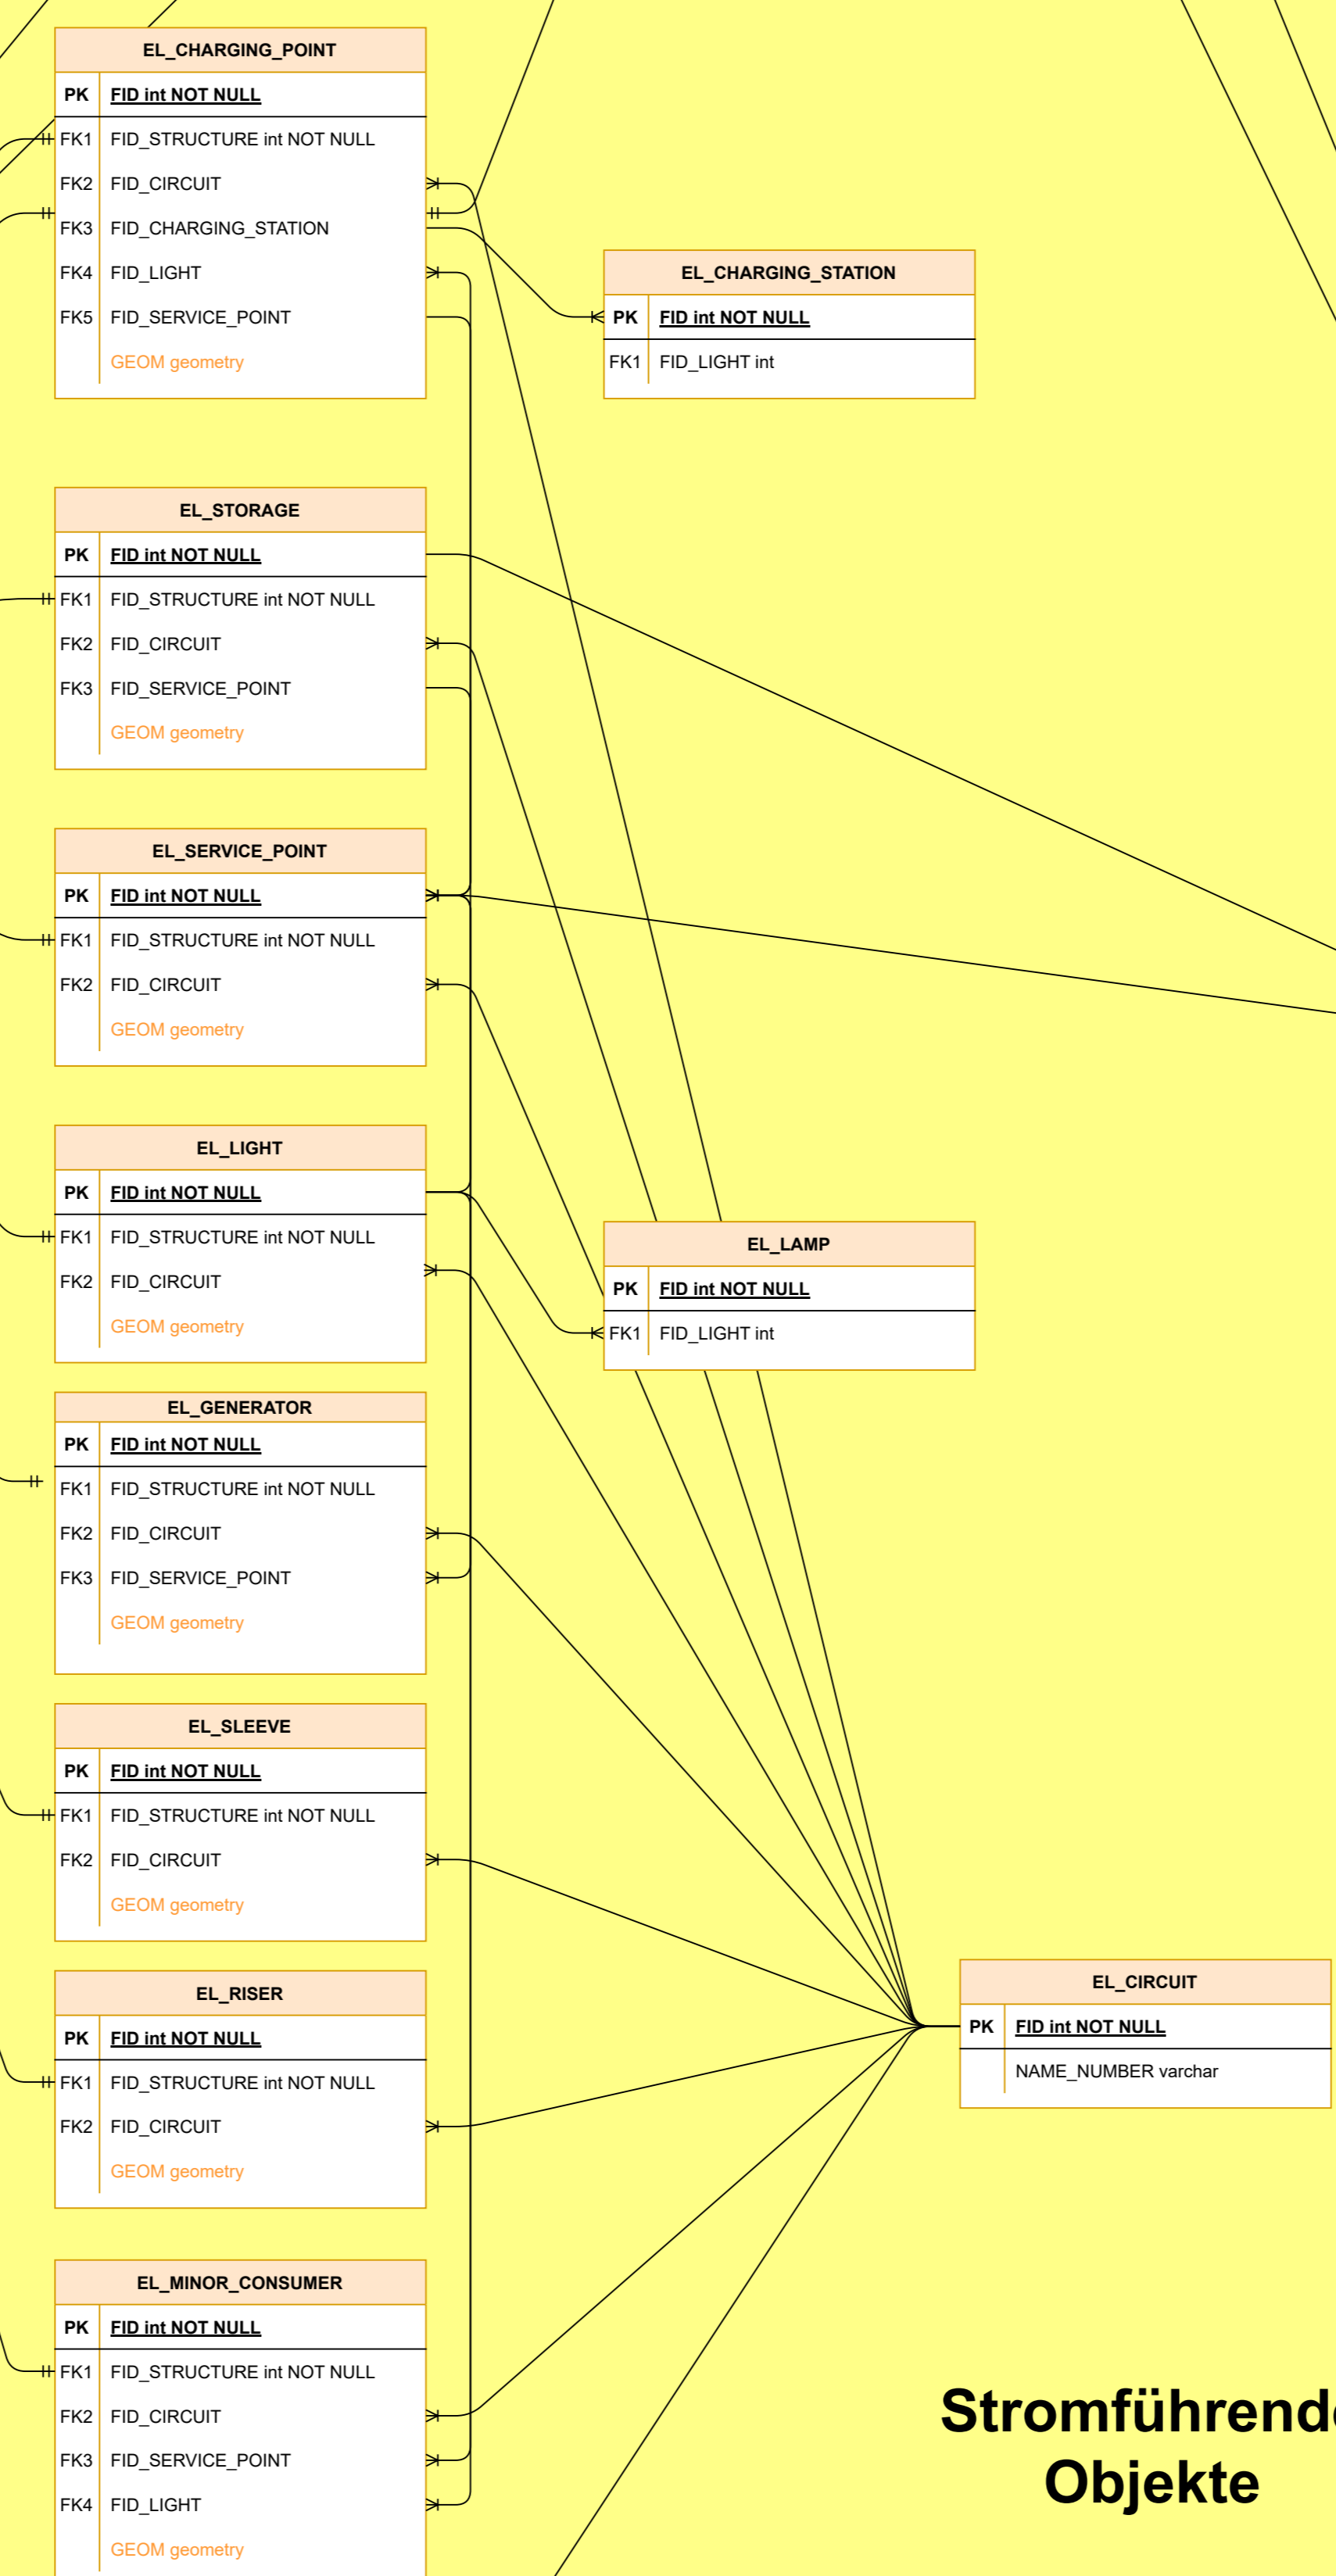 EL_CHARGING_POINT
PK FID int NOT NULL
FK1 FID_STRUCTURE int NOT NULL
FK2 FID_CIRCUIT
FK3 FID_CHARGING_STATION
FK4 FID_LIGHT
FK5 FID_SERVICE_POINT
GEOM geometry
EL_CHARGING_STATION
PK FID int NOT NULL
FK1 FID_LIGHT int
EL_STORAGE
PK FID int NOT NULL
FK1 FID_STRUCTURE int NOT NULL
FK2 FID_CIRCUIT
FK3 FID_SERVICE_POINT
GEOM geometry
EL_SERVICE_POINT
PK FID int NOT NULL
FK1 FID_STRUCTURE int NOT NULL
FK2 FID_CIRCUIT
GEOM geometry
EL_LIGHT
PK FID int NOT NULL
FK1 FID_STRUCTURE int NOT NULL
FK2 FID_CIRCUIT
GEOM geometry
EL_LAMP
PK FID int NOT NULL
FK1 FID_LIGHT int
EL_GENERATOR
PK FID int NOT NULL
FK1 FID_STRUCTURE int NOT NULL
FK2 FID_CIRCUIT
FK3 FID_SERVICE_POINT
GEOM geometry
EL_SLEEVE
PK FID int NOT NULL
FK1 FID_STRUCTURE int NOT NULL
FK2 FID_CIRCUIT
GEOM geometry
EL_RISER
PK FID int NOT NULL
FK1 FID_STRUCTURE int NOT NULL
FK2 FID_CIRCUIT
GEOM geometry
EL_CIRCUIT
PK FID int NOT NULL
NAME_NUMBER varchar
EL_MINOR_CONSUMER
PK FID int NOT NULL
FK1 FID_STRUCTURE int NOT NULL
FK2 FID_CIRCUIT
FK3 FID_SERVICE_POINT
FK4 FID_LIGHT
GEOM geometry
Stromführende
Objekte